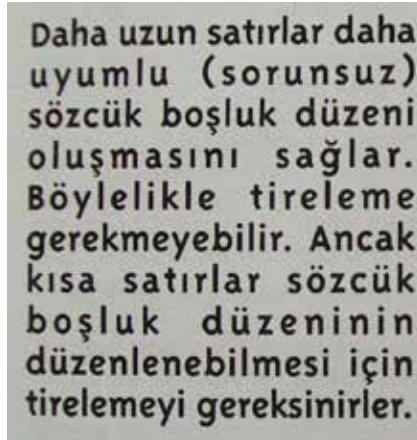 Daha uzun satırlar daha
uyumlu (sorunsuz)
sözcük boşluk düzeni
oluşmasını sağlar.
Böylelikle tireleme
gerekmeyebilir. Ancak
kısa satırlar sözcük
boşluk düzeninin
düzenlenebilmesi için
tirelemeyi gereksinirler.